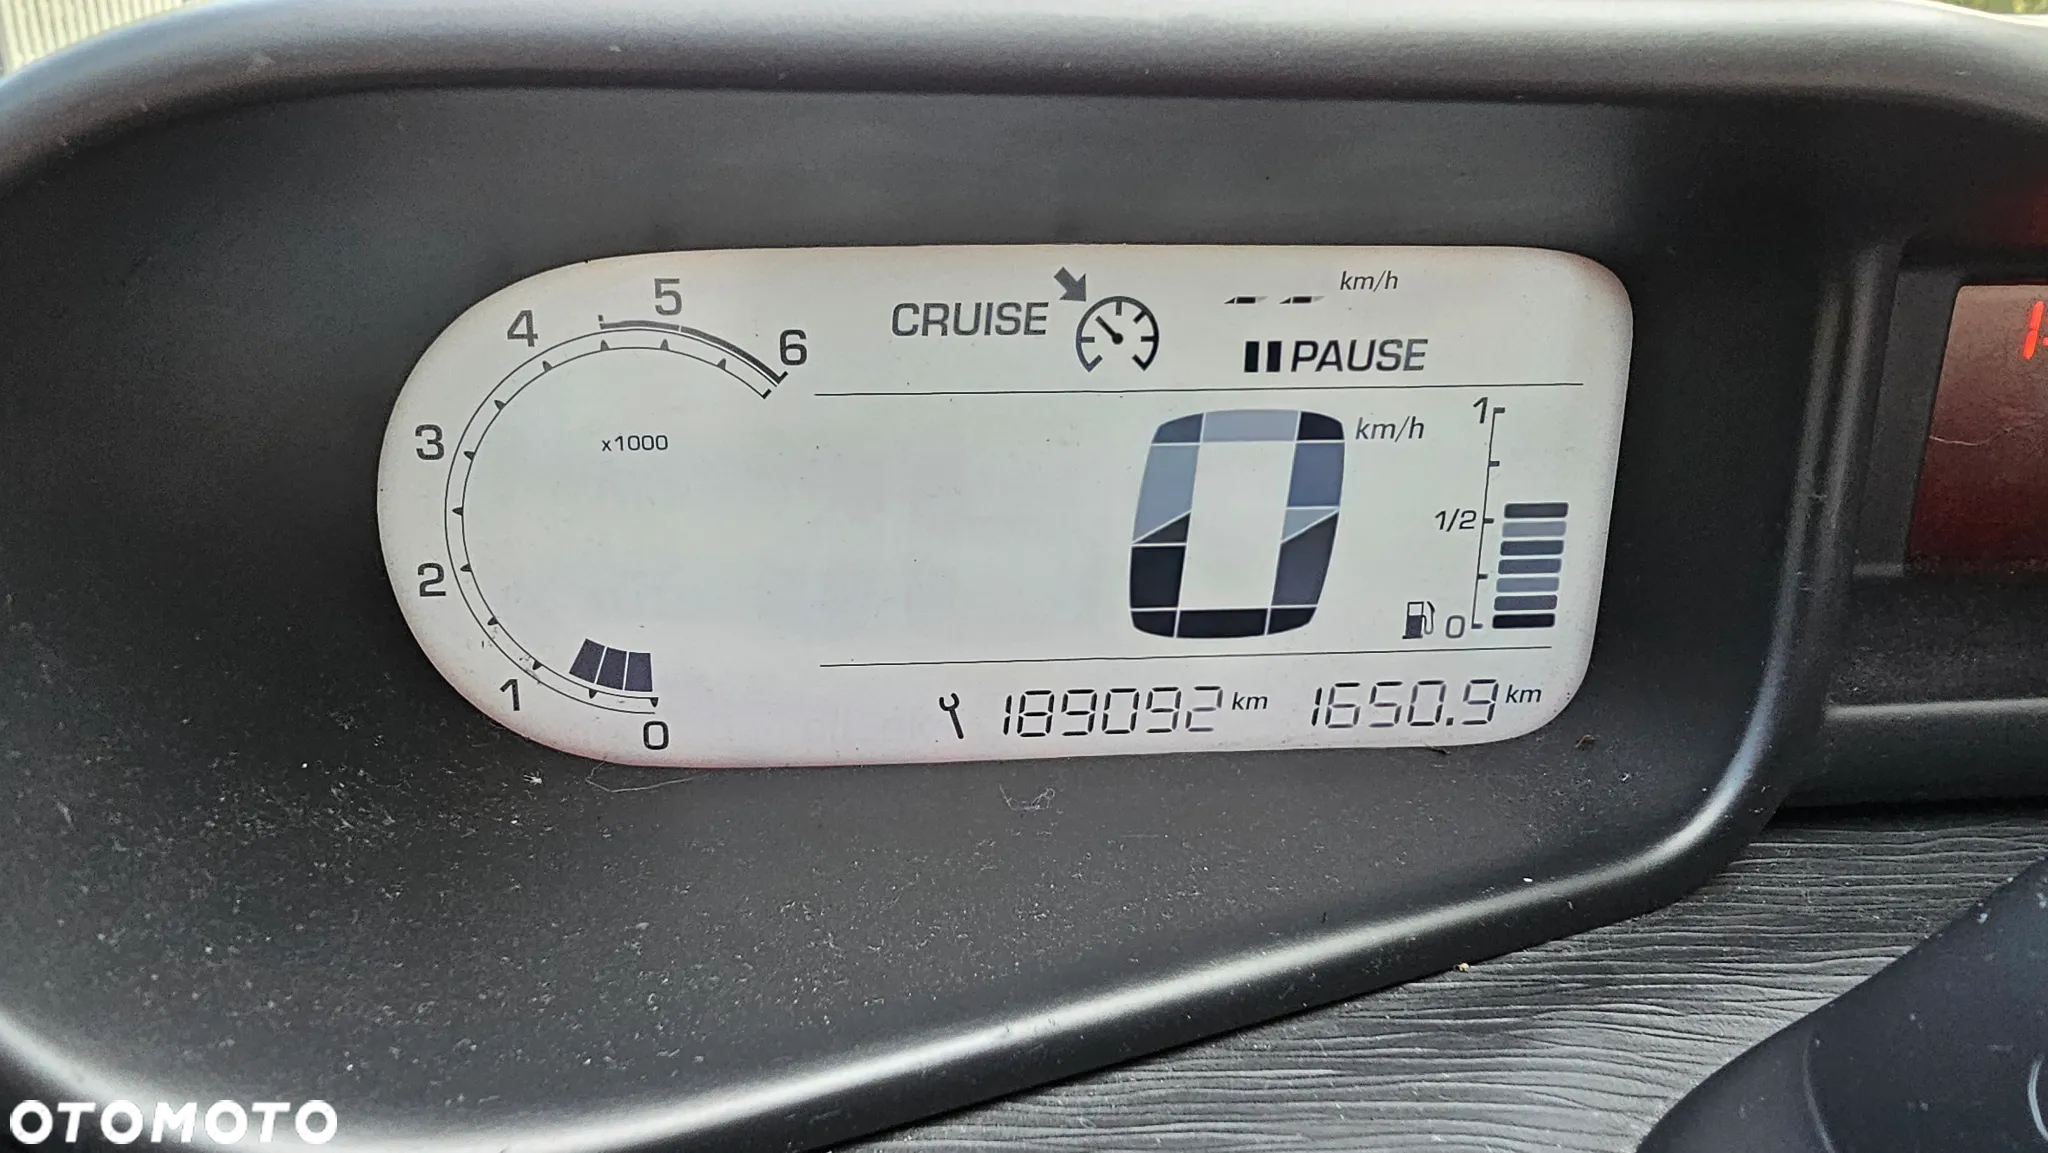 CRUISE
-- km/h
PAUSE
5
4
6
3
x1000
2
1
0
0 km/h
1
1/2
0
189092 km
1650.9 km
OTOMOTO